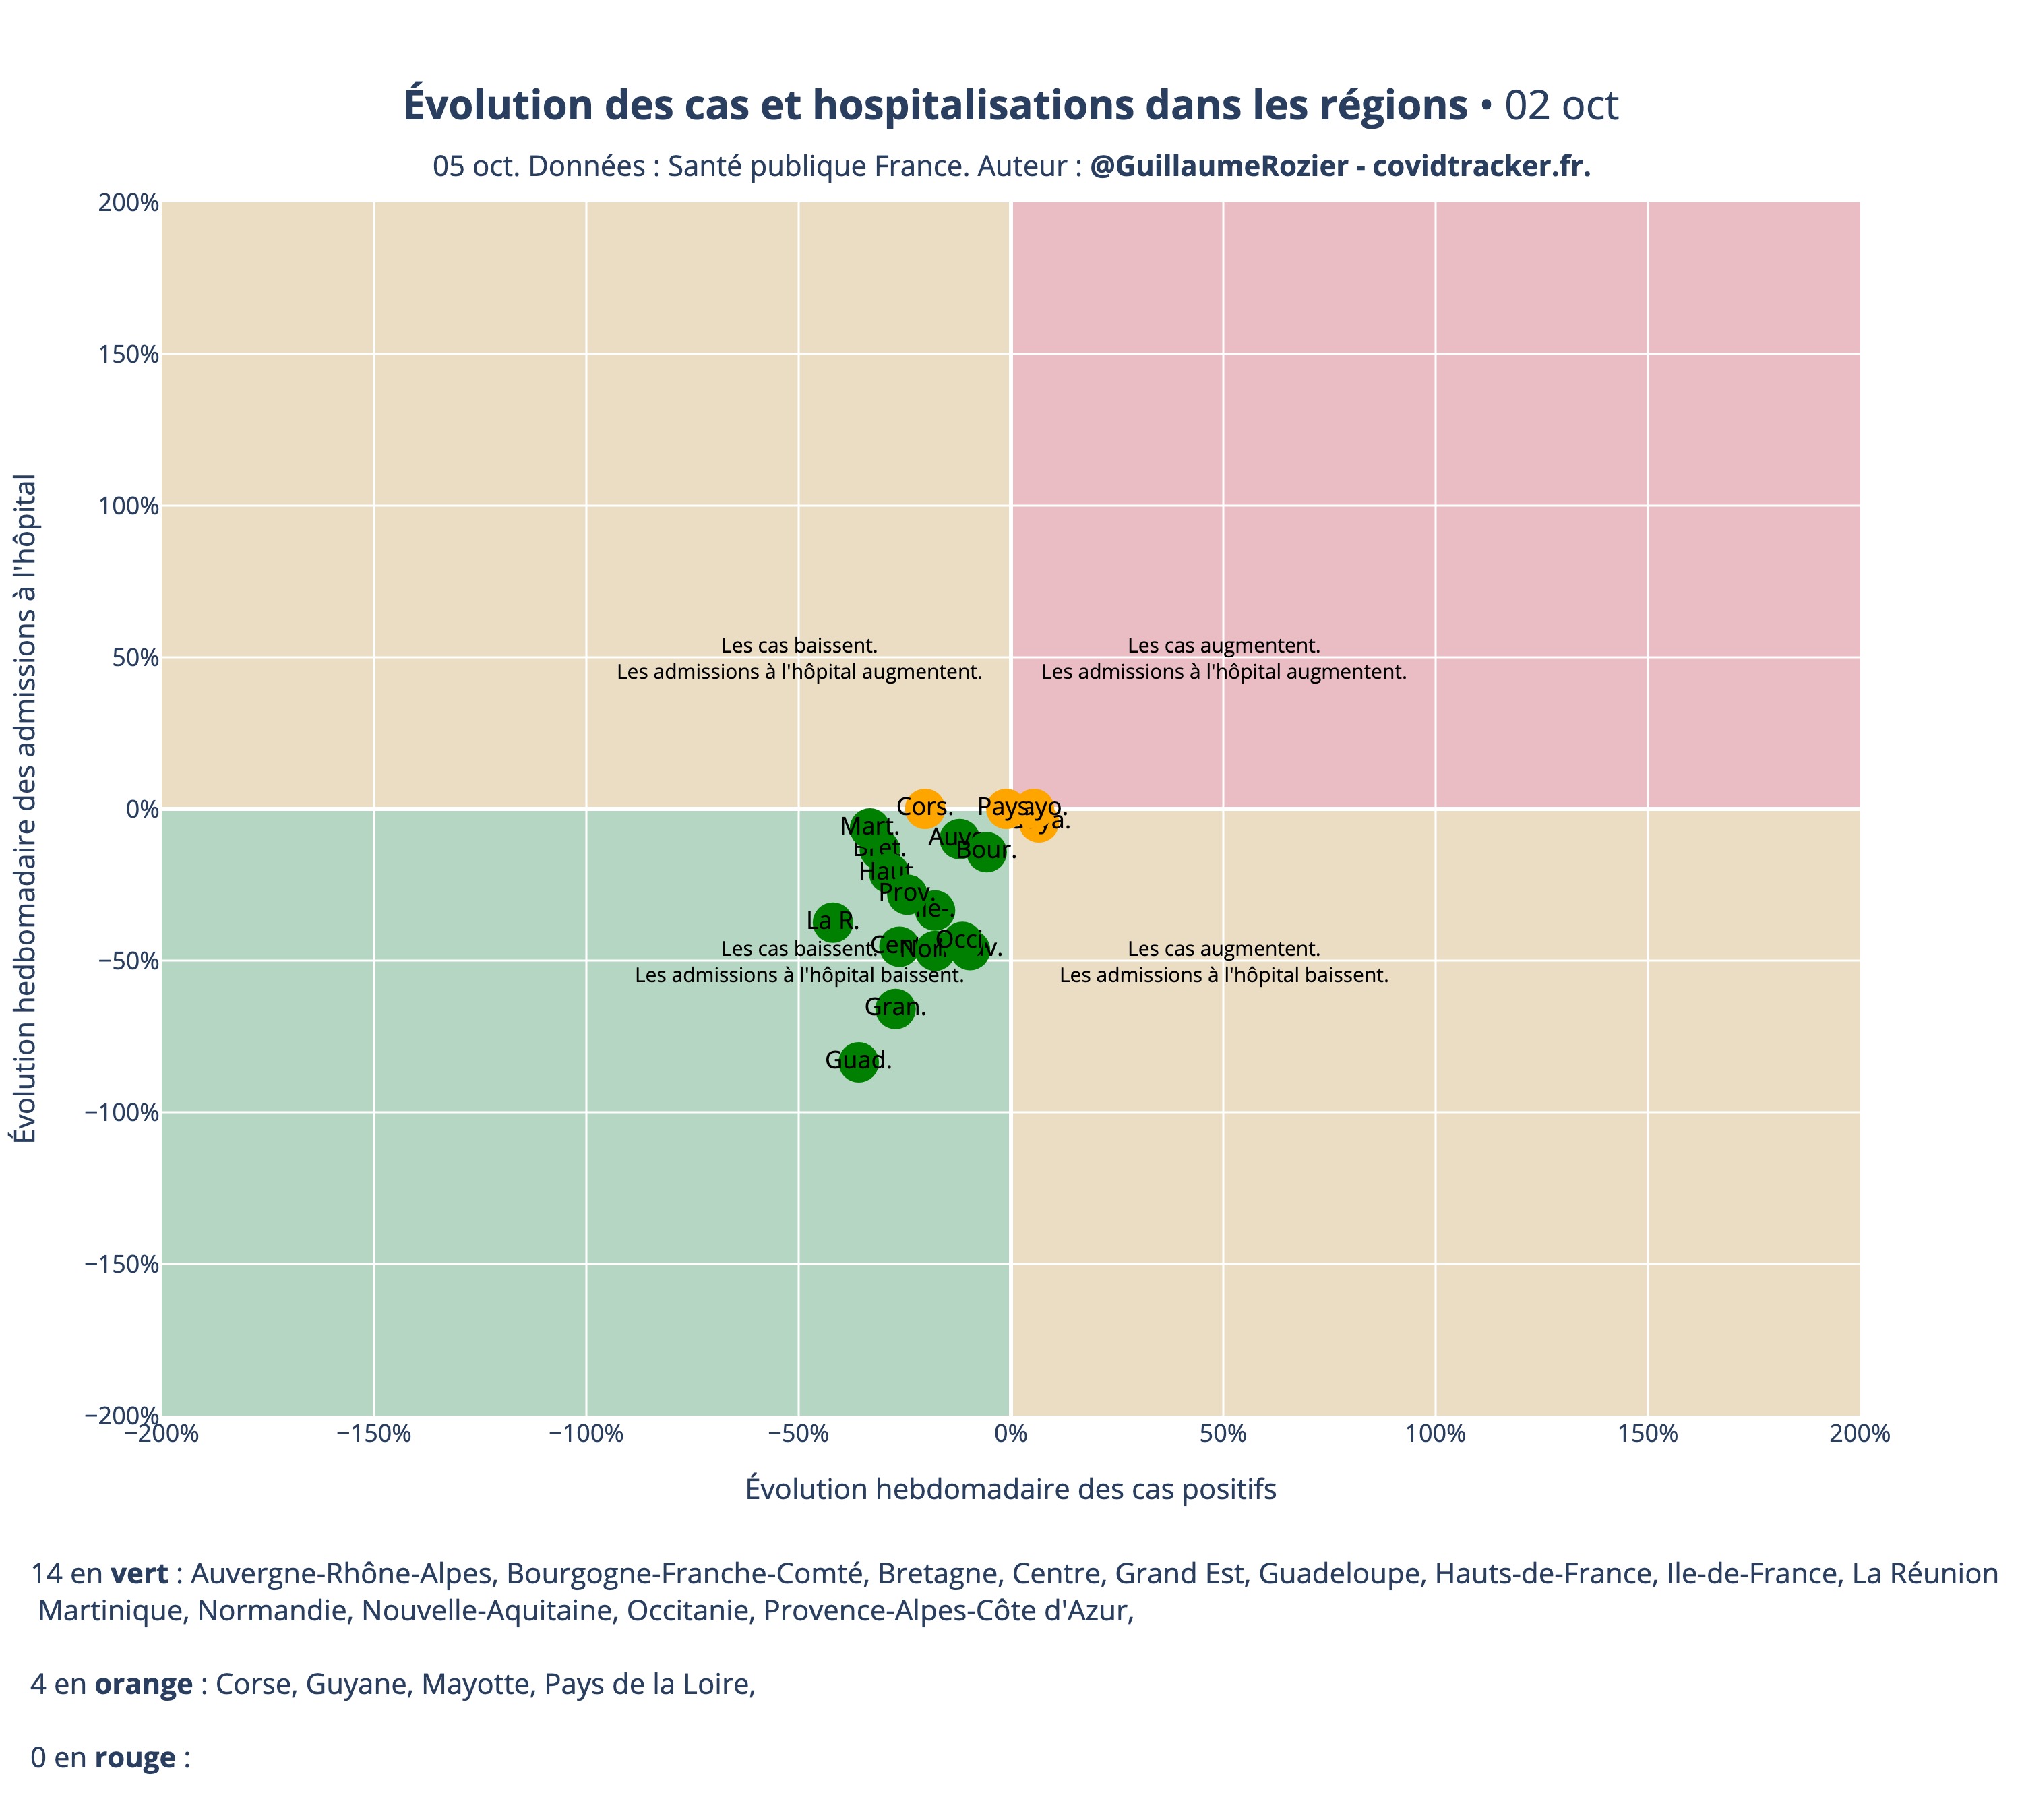 Évolution des cas et hospitalisations dans les régions • 02 oct
05 oct. Données : Santé publique France. Auteur : @GuillaumeRozier - covidtracker.fr.
Évolution hedbomadaire des admissions à l'hôpital
200%
150%
100%
50%
0%
−50%
−100%
−150%
−200%
Les cas baissent.
Les admissions à l'hôpital augmentent.
Les cas augmentent.
Les admissions à l'hôpital augmentent.
Cors.
Pays.
Mart.
Bour.
Prov.
La R.
Occi.
Les cas baissent.
Les admissions à l'hôpital baissent.
Les cas augmentent.
Les admissions à l'hôpital baissent.
Gran.
Guad.
−200%
−150%
−100%
−50%
0%
50%
100%
150%
200%
Évolution hebdomadaire des cas positifs
14 en vert : Auvergne-Rhône-Alpes, Bourgogne-Franche-Comté, Bretagne, Centre, Grand Est, Guadeloupe, Hauts-de-France, Ile-de-France, La Réunion
Martinique, Normandie, Nouvelle-Aquitaine, Occitanie, Provence-Alpes-Côte d'Azur,
4 en orange : Corse, Guyane, Mayotte, Pays de la Loire,
0 en rouge :